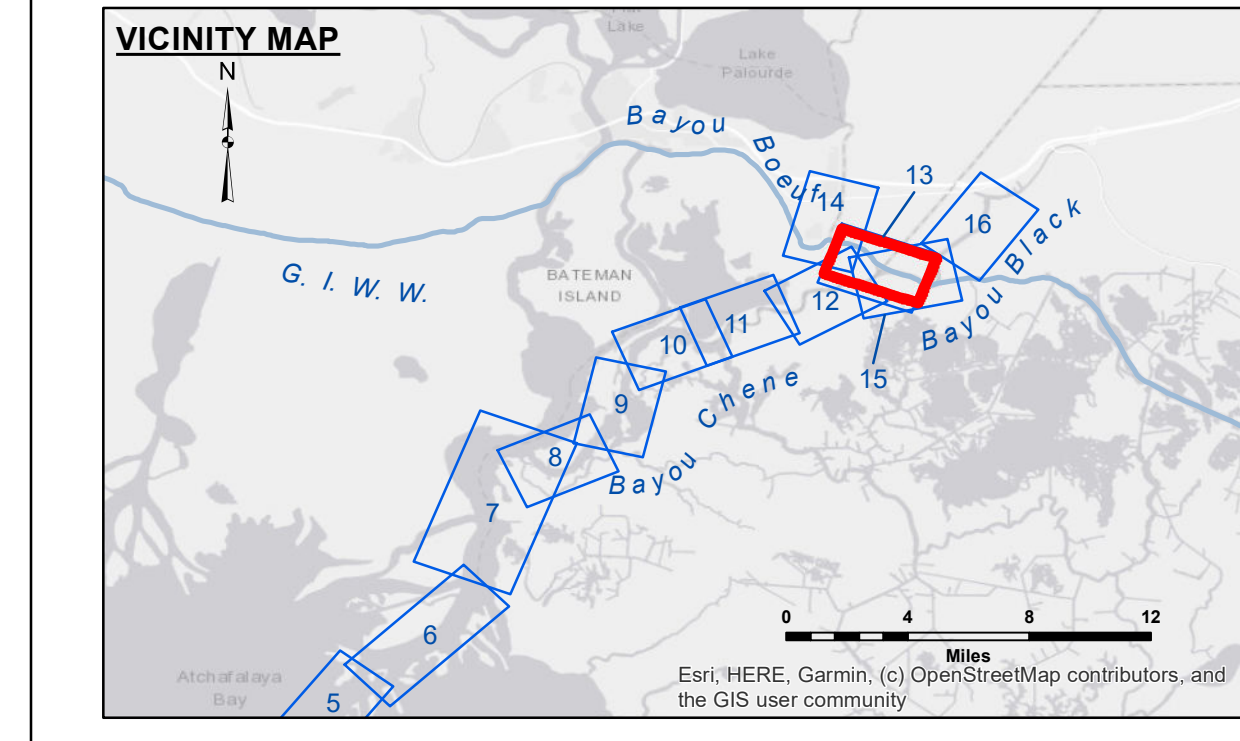 VICINITY MAP
N
Lake
Lake
Palourde
Bayou
Boeuf
13
14
16
Bayou Black
G. I. W. W.
BATEMAN
ISLAND
12
11
10
15
Bayou Chene
9
8
7
6
5
Atchafalaya
Bay
0 4 8 12
Miles
Esri, HERE, Garmin, (c) OpenStreetMap contributors, and
the GIS user community